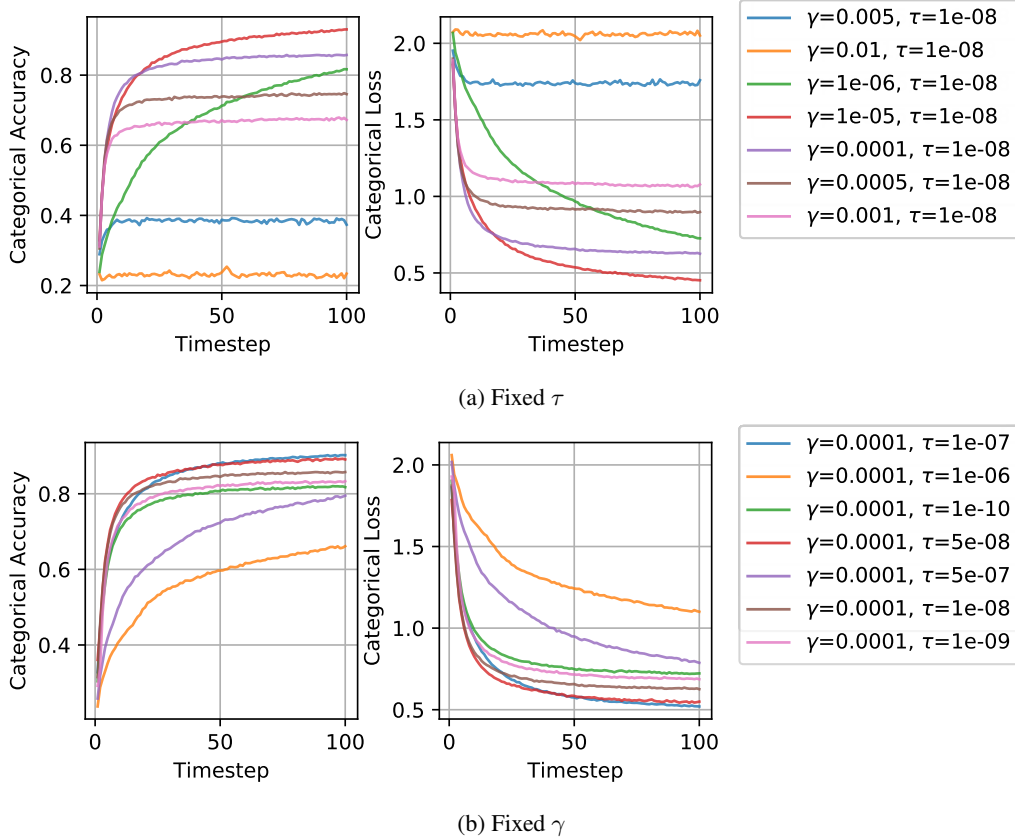 Categorical Accuracy
0.8
0.6
0.4
0.2
0
50
100
Timestep
Categorical Loss
2.0
1.5
1.0
0.5
0
50
100
Timestep
γ=0.005, τ=1e-08
γ=0.01, τ=1e-08
γ=1e-06, τ=1e-08
γ=1e-05, τ=1e-08
γ=0.0001, τ=1e-08
γ=0.0005, τ=1e-08
γ=0.001, τ=1e-08
(a) Fixed τ
Categorical Accuracy
0.8
0.6
0.4
0
50
100
Timestep
Categorical Loss
2.0
1.5
1.0
0.5
0
50
100
Timestep
γ=0.0001, τ=1e-07
γ=0.0001, τ=1e-06
γ=0.0001, τ=1e-10
γ=0.0001, τ=5e-08
γ=0.0001, τ=5e-07
γ=0.0001, τ=1e-08
γ=0.0001, τ=1e-09
(b) Fixed γ